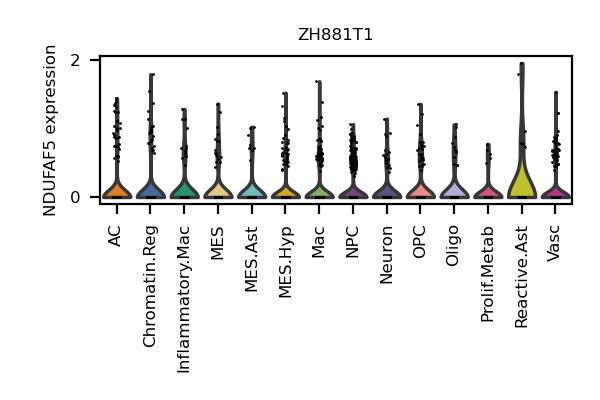 ZH881T1
NDUFAF5 expression
2
0
AC
Chromatin.Reg
Inflammatory.Mac
MES
MES.Ast
MES.Hyp
Mac
NPC
Neuron
OPC
Oligo
Prolif.Metab
Reactive.Ast
Vasc